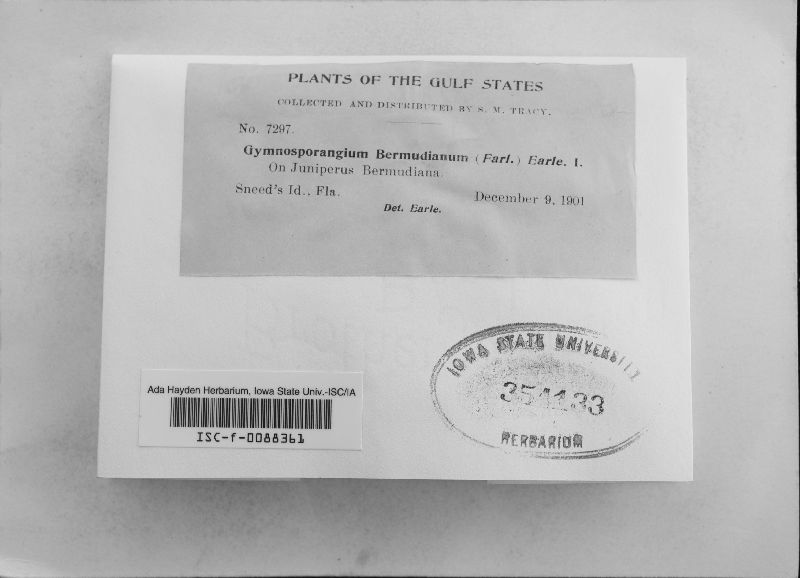 PLANTS OF THE GULF STATES
COLLECTED AND DISTRIBUTED BY S. M. TRACY.
No. 7297.
Gymnosporangium Bermudianum (Farl.) Earle. I.
On Juniperus Bermudiana.
Sneed's Id., Fla.
December 9, 1901
Det. Earle.
IOWA STATE UNIVERSITY
354133
HERBARIUM
Ada Hayden Herbarium, Iowa State Univ.-ISC/IA
ISC-f-0088361